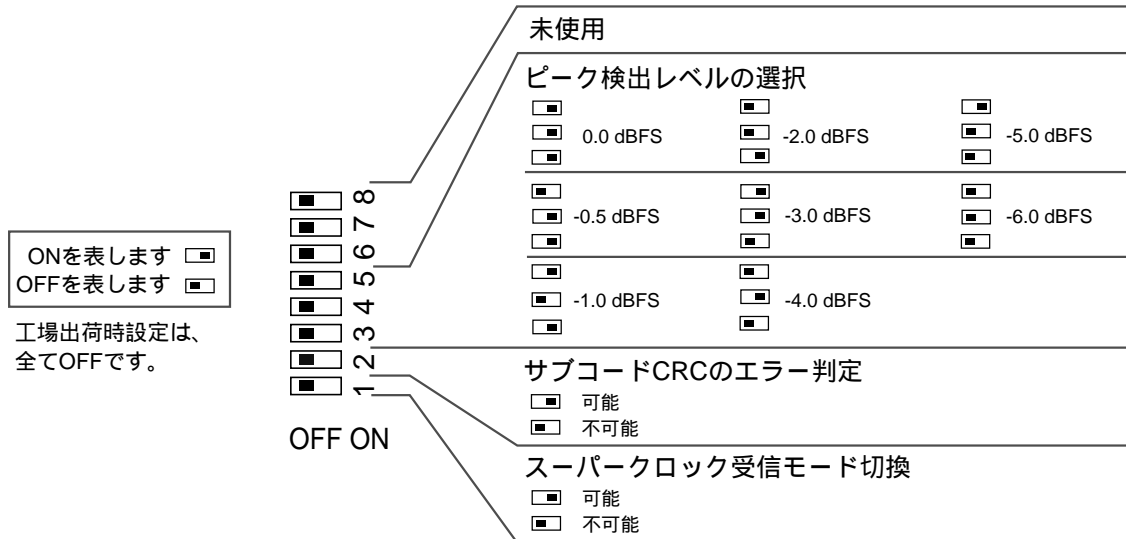 未使用
ピーク検出レベルの選択
0.0 dBFS
-2.0 dBFS
-5.0 dBFS
-0.5 dBFS
-3.0 dBFS
-6.0 dBFS
-1.0 dBFS
-4.0 dBFS
8
7
6
5
4
3
2
1
OFF ON
ONを表します
OFFを表します
工場出荷時設定は、
全てOFFです。
サブコードCRCのエラー判定
可能
不可能
スーパークロック受信モード切換
可能
不可能